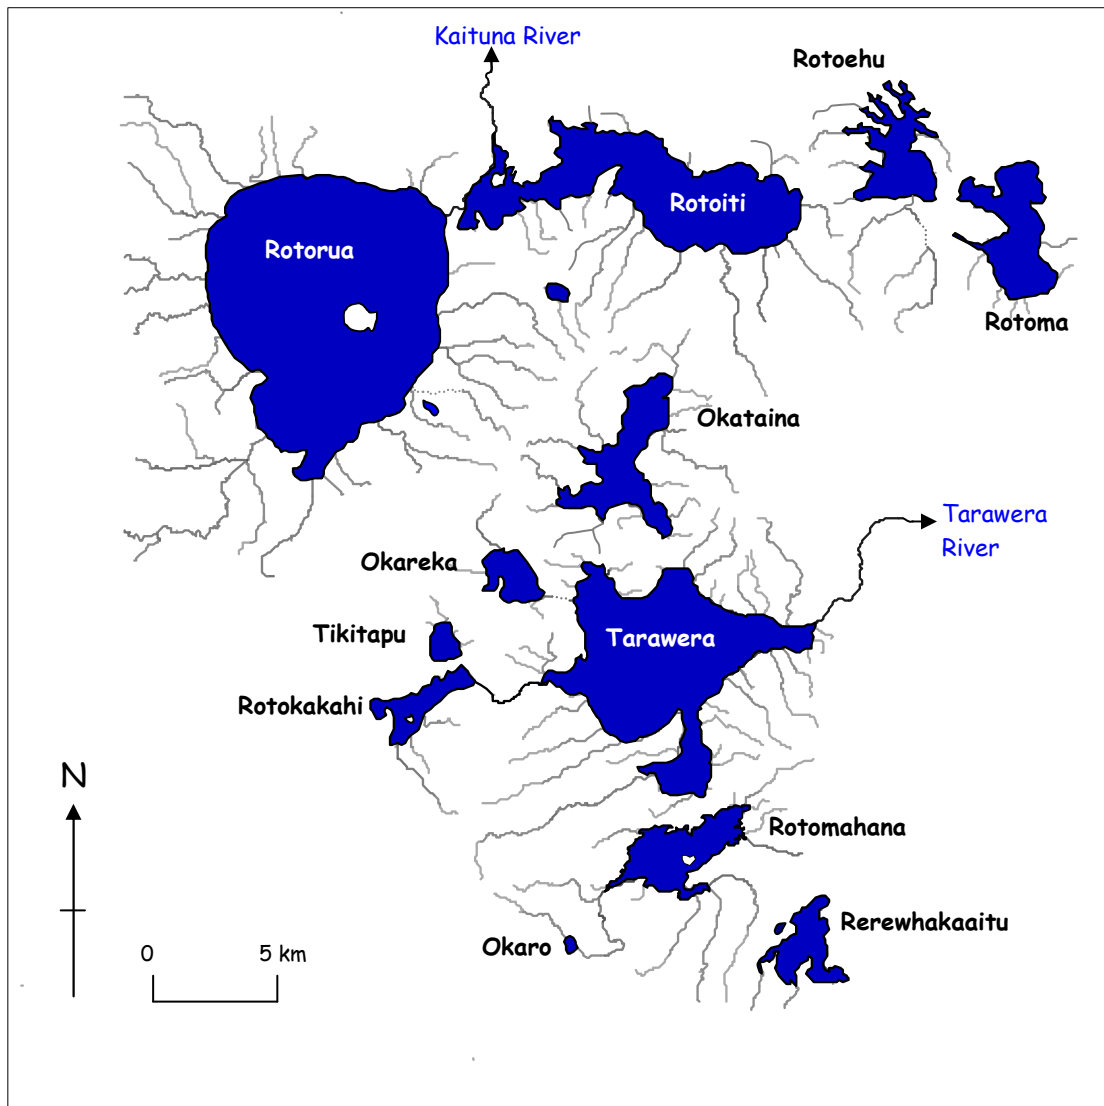 Kaituna River
Rotoehu
Rotoiti
Rotorua
Rotoma
Okataina
Tarawera
River
Okareka
Tikitapu
Tarawera
Rotokakahi
N
Rotomahana
Rerewhakaaitu
Okaro
0 5 km